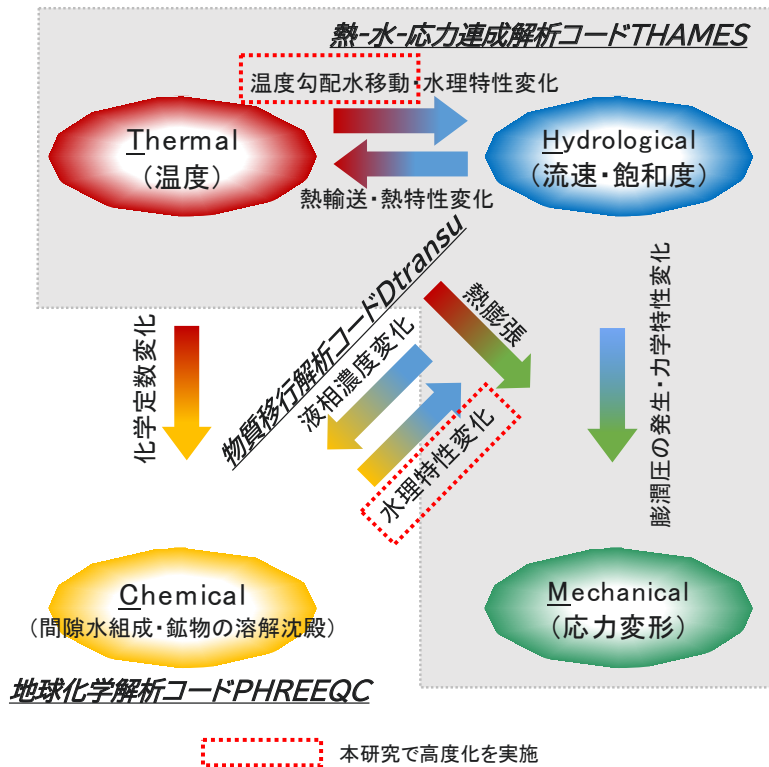 熱-水-応力連成解析コードTHAMES
温度勾配水移動・水理特性変化
Thermal
(温度)
Hydrological
(流速・飽和度)
熱輸送・熱特性変化
物質移行解析コードDtransu
熱膨張
化学定数変化
液相濃度変化
水理特性変化
膨潤圧の発生・力学特性変化
Chemical
(間隙水組成・鉱物の溶解沈殿)
Mechanical
(応力変形)
地球化学解析コードPHREEQC
本研究で高度化を実施